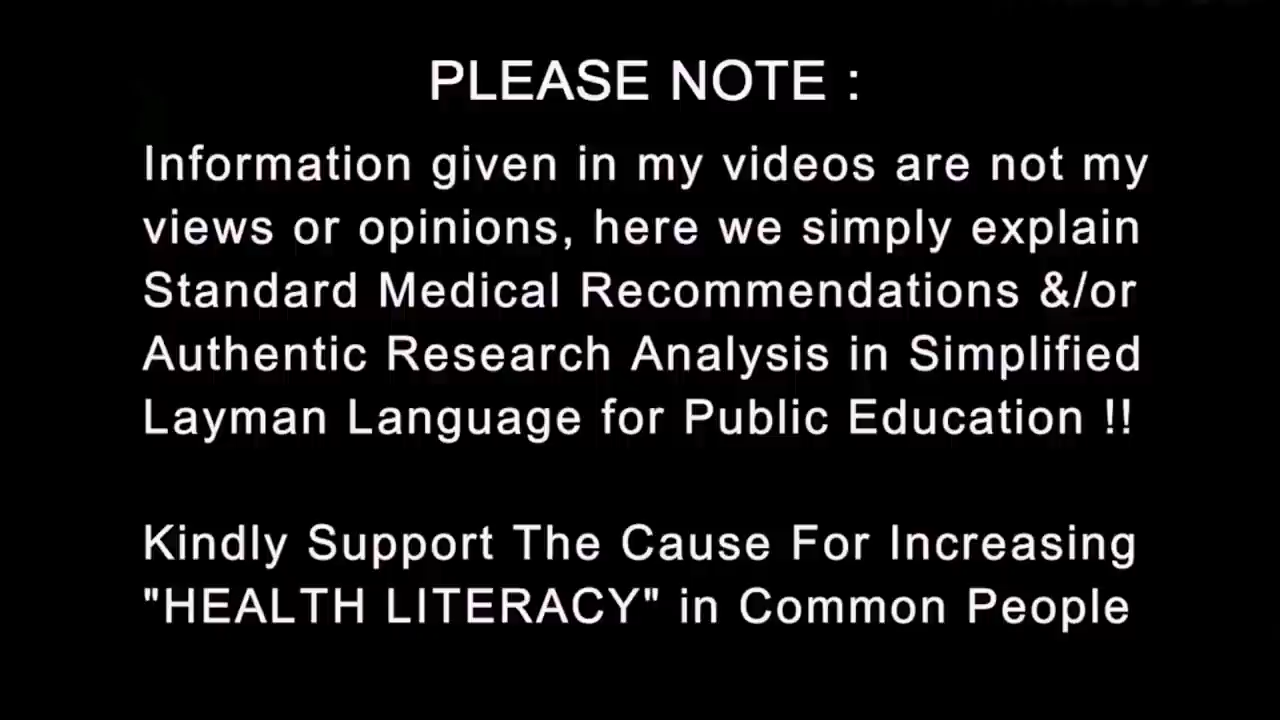 PLEASE NOTE :
Information given in my videos are not my
views or opinions, here we simply explain
Standard Medical Recommendations &/or
Authentic Research Analysis in Simplified
Layman Language for Public Education !!
Kindly Support The Cause For Increasing
"HEALTH LITERACY" in Common People